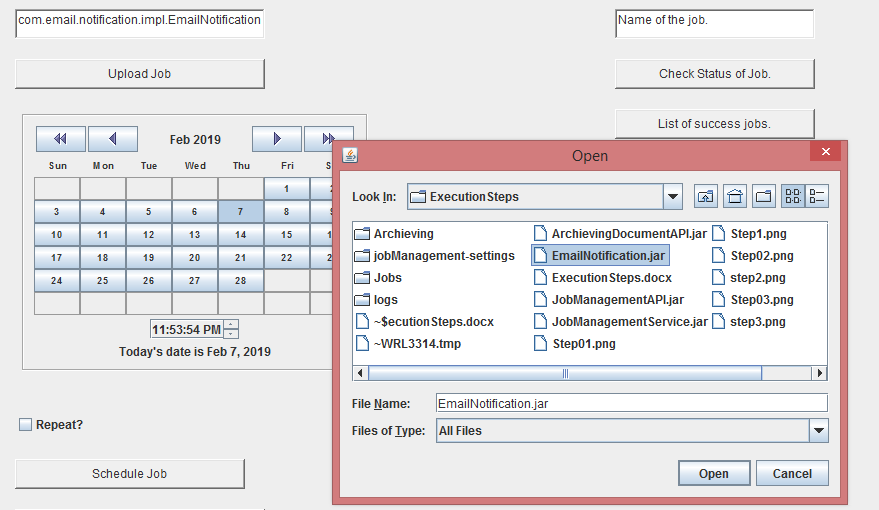 com.email.notification.impl.EmailNotification
Name of the job.
Upload Job
Check Status of Job.
List of success jobs.
Feb 2019
Sun Mon Tue Wed Thu Fri S
1 2
3 4 5 6 7 8 9
10 11 12 13 14 15
17 18 19 20 21 22
24 25 26 27 28
11:53:54 PM
Today's date is Feb 7, 2019
Repeat?
Schedule Job
Open
Look In: ExecutionSteps
Archieving ArchievingDocumentAPI.jar Step1.png
jobManagement-settings EmailNotification.jar Step02.png
Jobs ExecutionSteps.docx step2.png
logs JobManagementAPI.jar Step03.png
~$ecutionSteps.docx JobManagementService.jar step3.png
~WRL3314.tmp Step01.png
File Name: EmailNotification.jar
Files of Type: All Files
Open Cancel